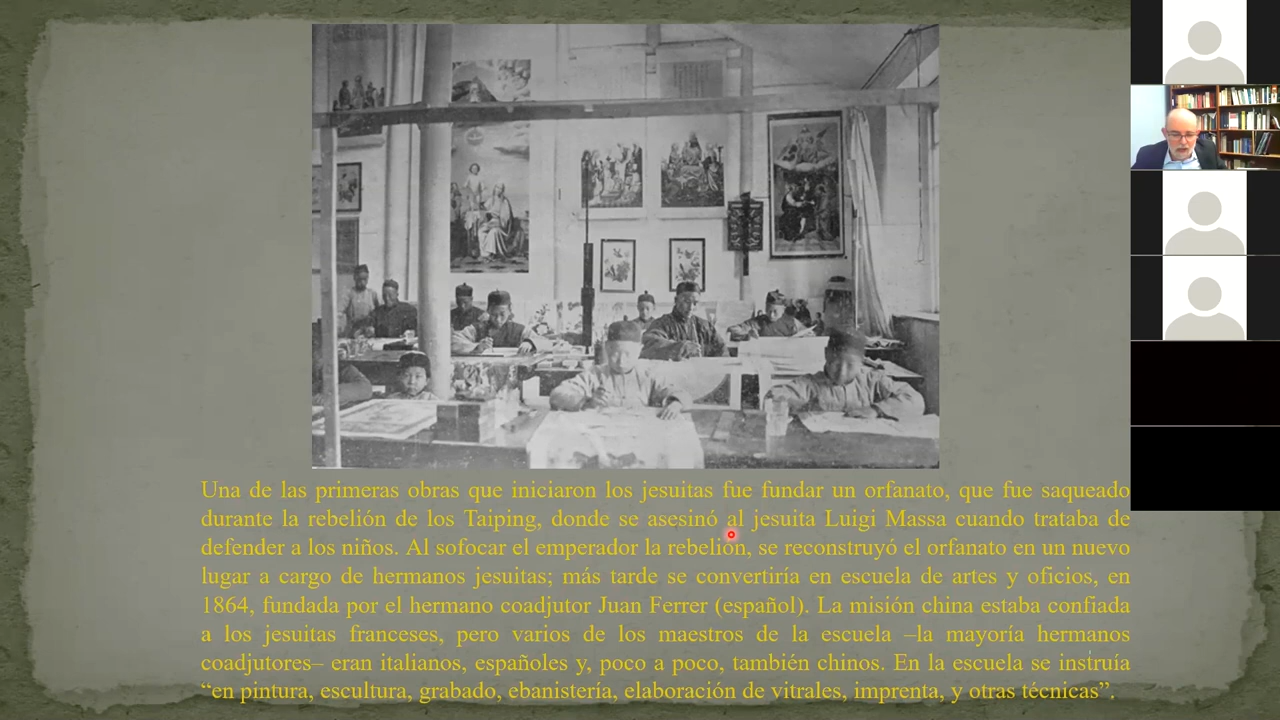 Una de las primeras obras que iniciaron los jesuitas fue fundar un orfanato, que fue saqueado
durante la rebelión de los Taiping, donde se asesinó al jesuita Luigi Massa cuando trataba de
defender a los niños. Al sofocar el emperador la rebelión, se reconstruyó el orfanato en un nuevo
lugar a cargo de hermanos jesuitas; más tarde se convertiría en escuela de artes y oficios, en
1864, fundada por el hermano coadjutor Juan Ferrer (español). La misión china estaba confiada
a los jesuitas franceses, pero varios de los maestros de la escuela –la mayoría hermanos
coadjutores– eran italianos, españoles y, poco a poco, también chinos. En la escuela se instruía
“en pintura, escultura, grabado, ebanistería, elaboración de vitrales, imprenta, y otras técnicas”.